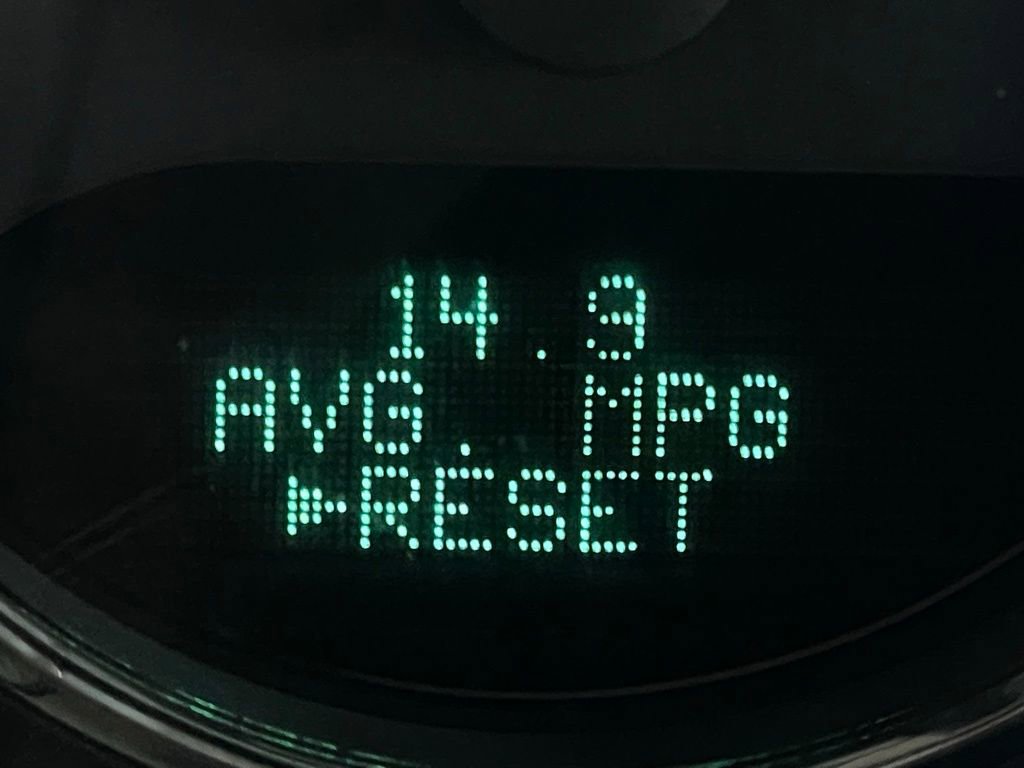 14.9
AVG. MPG
►RESET